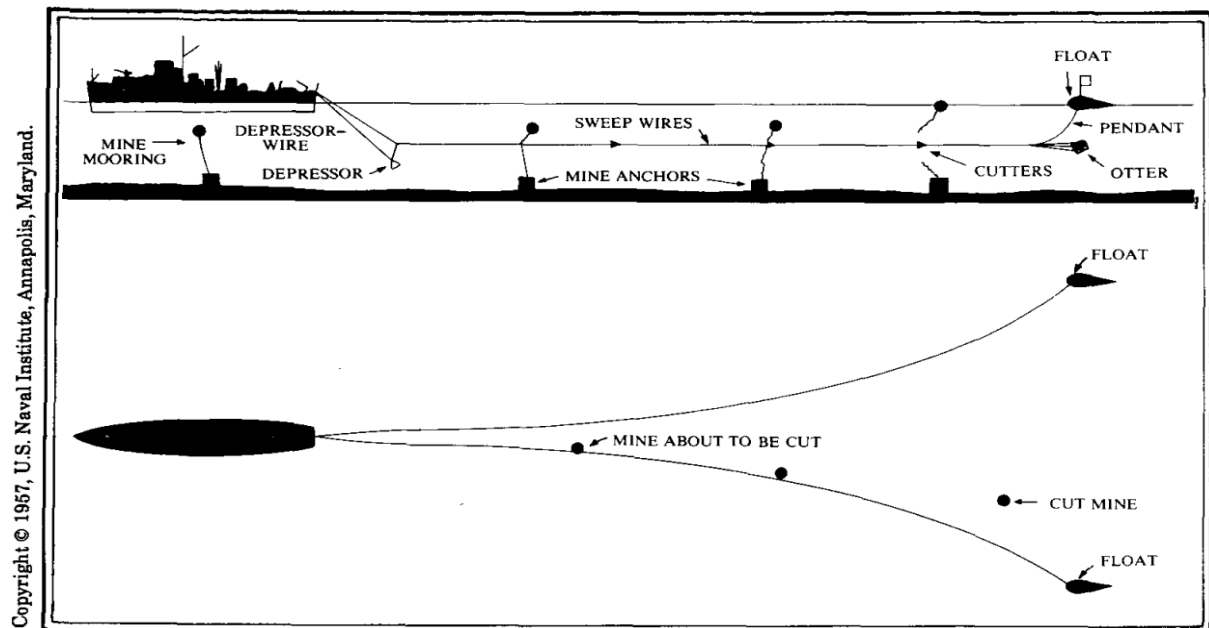 Copyright © 1957, U.S. Naval Institute, Annapolis, Maryland.
FLOAT
MINE
MOORING
DEPRESSOR-
WIRE
DEPRESSOR
SWEEP WIRES
MINE ANCHORS
PENDANT
CUTTERS
OTTER
FLOAT
MINE ABOUT TO BE CUT
CUT MINE
FLOAT